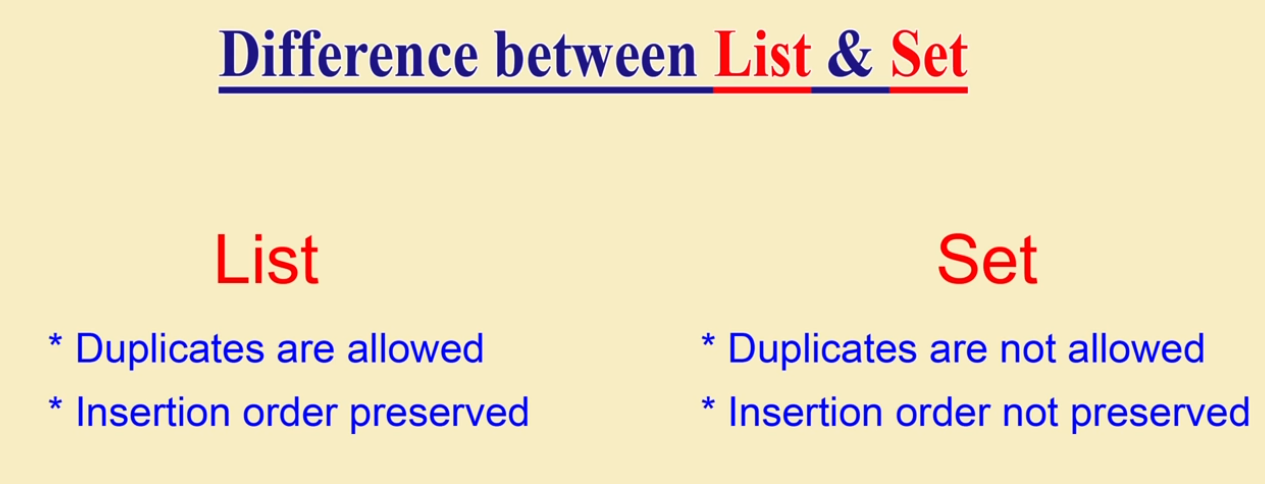 Difference between List & Set
List
* Duplicates are allowed
* Insertion order preserved
Set
* Duplicates are not allowed
* Insertion order not preserved